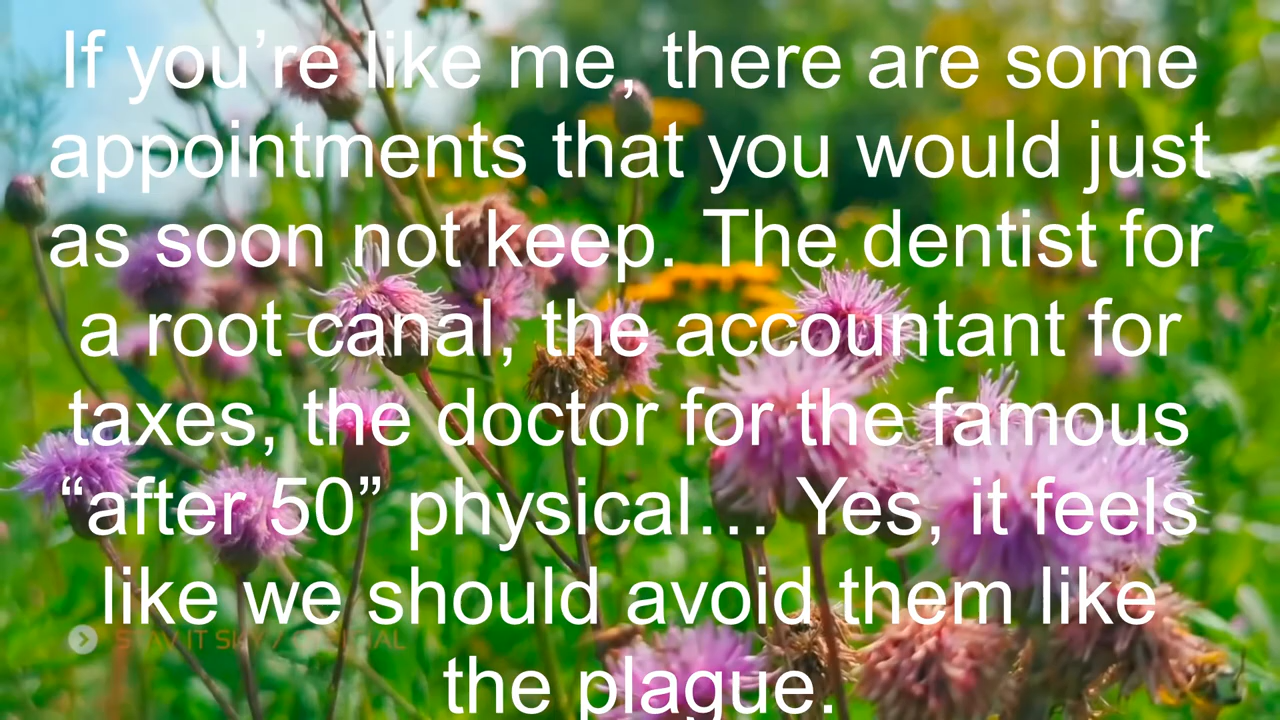 If you’re like me, there are some
appointments that you would just
as soon not keep. The dentist for
a root canal, the accountant for
taxes, the doctor for the famous
“after 50” physical… Yes, it feels
like we should avoid them like
the plague.